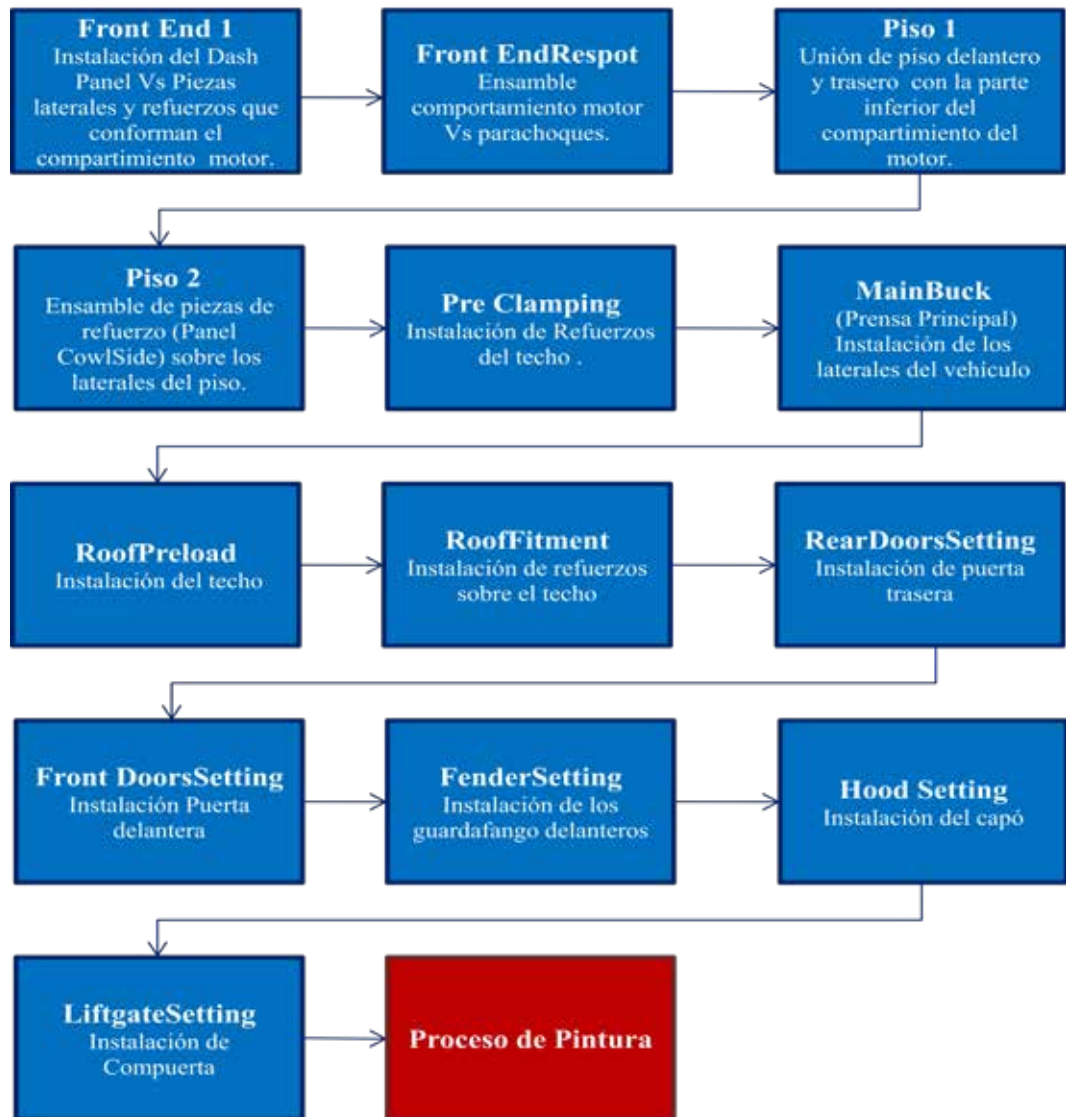 Front End 1
Instalación del Dash
Panel Vs Piezas
laterales y refuerzos que
conforman el
compartimiento motor.
Front EndRespot
Ensamble
comportamiento motor
Vs parachoques.
Piso 1
Unión de piso delantero
y trasero con la parte
inferior del
compartimiento del
motor.
Piso 2
Ensamble de piezas de
refuerzo (Panel
CowlSide) sobre los
laterales del piso.
Pre Clamping
Instalación de Refuerzos
del techo .
MainBuck
(Prensa Principal)
Instalación de los
laterales del vehículo
RoofPreload
Instalación del techo
RoofFitment
Instalación de refuerzos
sobre el techo
RearDoorsSetting
Instalación de puerta
trasera
Front DoorsSetting
Instalación Puerta
delantera
FenderSetting
Instalación de los
guardafango delanteros
Hood Setting
Instalación del capó
LiftgateSetting
Instalación de
Compuerta
Proceso de Pintura